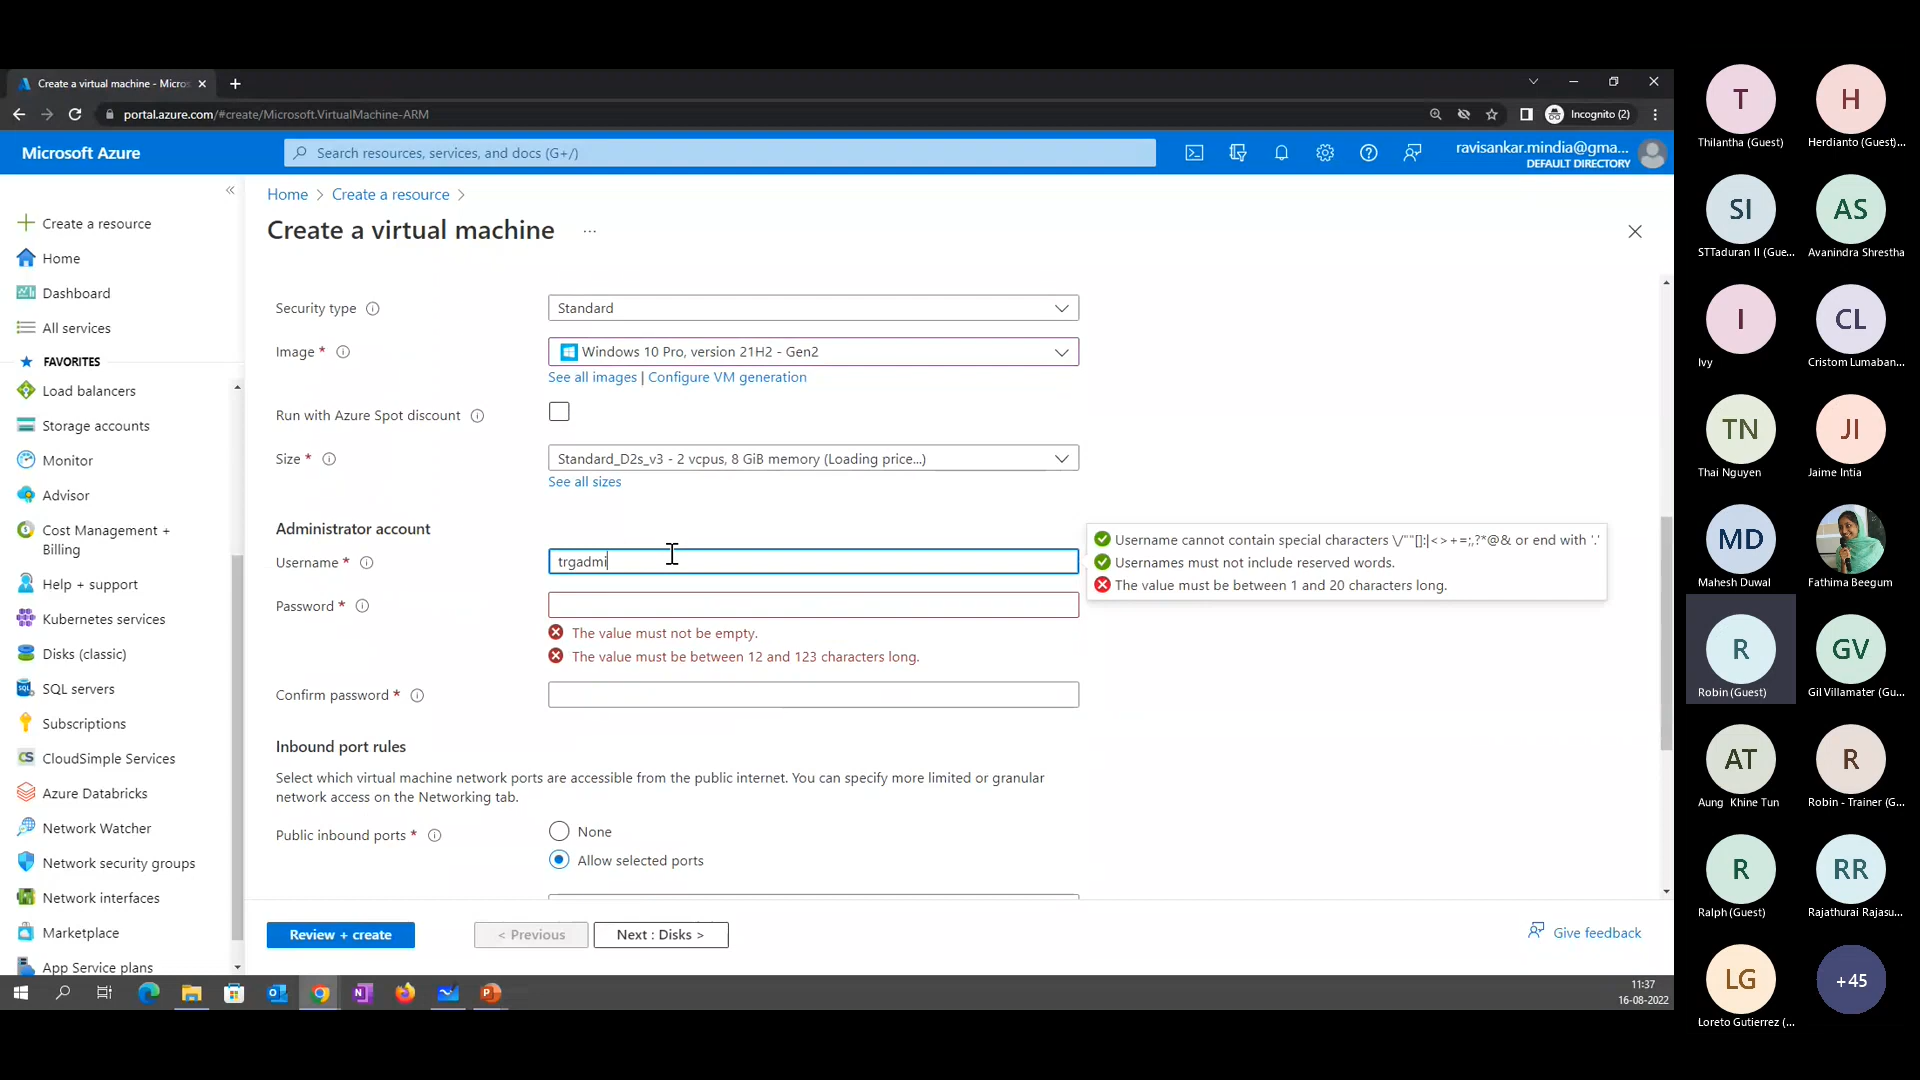 Create a virtual machine - Micros
portal.azure.com/#create/Microsoft.VirtualMachine-ARM
Incognito (2)
Microsoft Azure
Search resources, services, and docs (G+/)
ravisankar.mindia@gma...
DEFAULT DIRECTORY
Create a resource
Home
Dashboard
All services
FAVORITES
Load balancers
Storage accounts
Monitor
Advisor
Cost Management +
Billing
Help + support
Kubernetes services
Disks (classic)
SQL servers
Subscriptions
CloudSimple Services
Azure Databricks
Network Watcher
Network security groups
Network interfaces
Marketplace
App Service plans
Home > Create a resource >
Create a virtual machine ...
Security type
Standard
Image *
Windows 10 Pro, version 21H2 - Gen2
See all images | Configure VM generation
Run with Azure Spot discount
Size *
Standard_D2s_v3 - 2 vcpus, 8 GiB memory (Loading price...)
See all sizes
Administrator account
Username *
trgadmi
Username cannot contain special characters \/""[]:|<>+=;,?*@& or end with '.'
Usernames must not include reserved words.
The value must be between 1 and 20 characters long.
Password *
The value must not be empty.
The value must be between 12 and 123 characters long.
Confirm password *
Inbound port rules
Select which virtual machine network ports are accessible from the public internet. You can specify more limited or granular
network access on the Networking tab.
Public inbound ports *
None
Allow selected ports
Review + create
< Previous
Next : Disks >
Give feedback
11:37
16-08-2022
T
Thilantha (Guest)
H
Herdianto (Guest)...
SI
STTaduran II (Gue...
AS
Avanindra Shrestha
I
Ivy
CL
Cristom Lumaban...
TN
Thai Nguyen
JI
Jaime Intia
MD
Mahesh Duwal
Fathima Beegum
R
Robin (Guest)
GV
Gil Villamater (Gu...
AT
Aung Khine Tun
R
Robin - Trainer (G...
R
Ralph (Guest)
RR
Rajathurai Rajasu...
LG
Loreto Gutierrez (...
+45